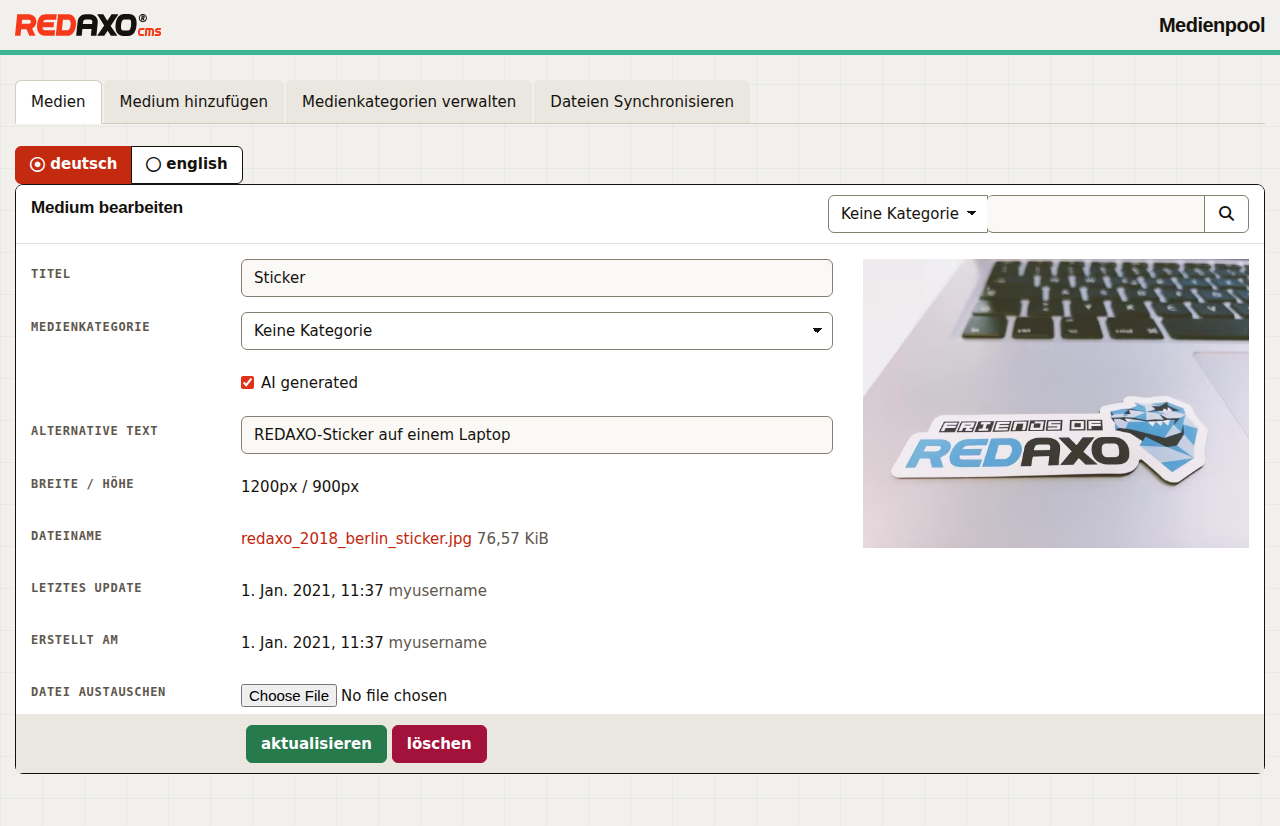 REDAXO® cms
Medienpool
Medien
Medium hinzufügen
Medienkategorien verwalten
Dateien Synchronisieren
deutsch
english
Medium bearbeiten
Keine Kategorie
TITEL
Sticker
MEDIENKATEGORIE
Keine Kategorie
AI generated
ALTERNATIVE TEXT
REDAXO-Sticker auf einem Laptop
BREITE / HÖHE
1200px / 900px
DATEINAME
redaxo_2018_berlin_sticker.jpg 76,57 KiB
LETZTES UPDATE
1. Jan. 2021, 11:37 myusername
ERSTELLT AM
1. Jan. 2021, 11:37 myusername
DATEI AUSTAUSCHEN
Choose File No file chosen
aktualisieren
löschen
FRIENDS OF
REDAXO